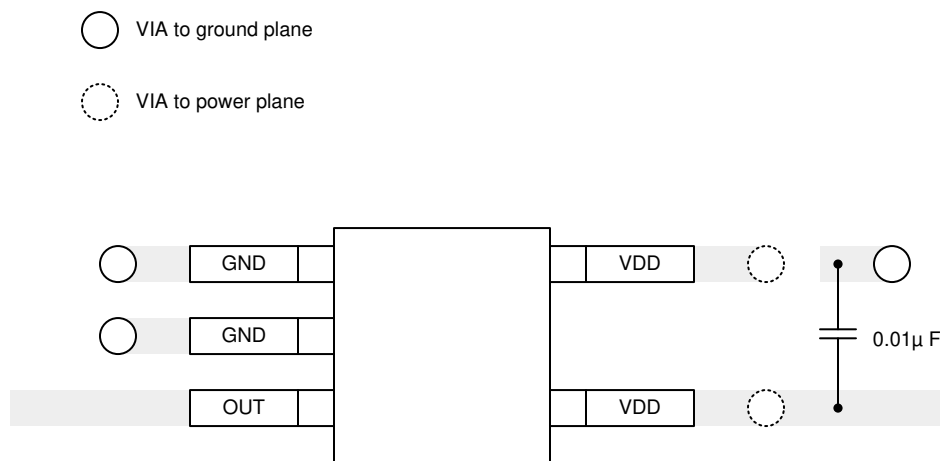 VIA to ground plane
VIA to power plane
GND
VDD
GND
0.01µ F
OUT
VDD